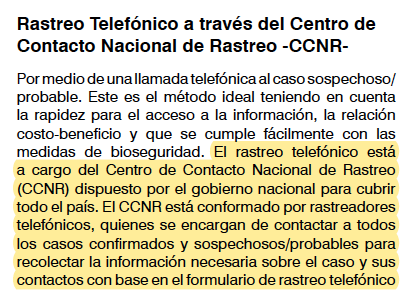 Rastreo Telefónico a través del Centro de
Contacto Nacional de Rastreo -CCNR-
Por medio de una llamada telefónica al caso sospechoso/
probable. Este es el método ideal teniendo en cuenta
la rapidez para el acceso a la información, la relación
costo-beneficio y que se cumple fácilmente con las
medidas de bioseguridad. El rastreo telefónico está
a cargo del Centro de Contacto Nacional de Rastreo
(CCNR) dispuesto por el gobierno nacional para cubrir
todo el país. El CCNR está conformado por rastreadores
telefónicos, quienes se encargan de contactar a todos
los casos confirmados y sospechosos/probables para
recolectar la información necesaria sobre el caso y sus
contactos con base en el formulario de rastreo telefónico